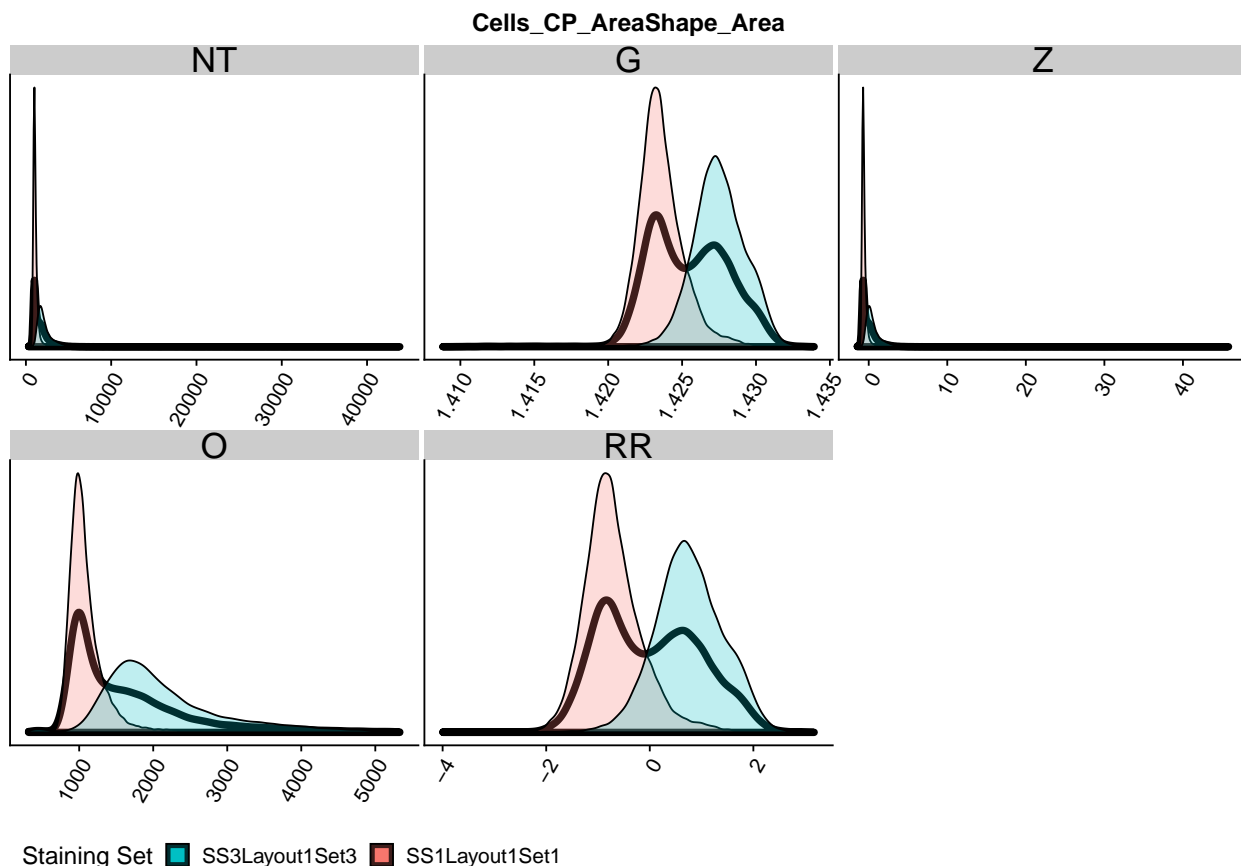 Cells_CP_AreaShape_Area
NT G Z
0 10000 20000 30000 40000
1.410 1.415 1.420 1.425 1.430 1.435
0 10 20 30 40
O RR
1000 2000 3000 4000 5000
−4 −2 0 2
Staining Set SS3Layout1Set3 SS1Layout1Set1